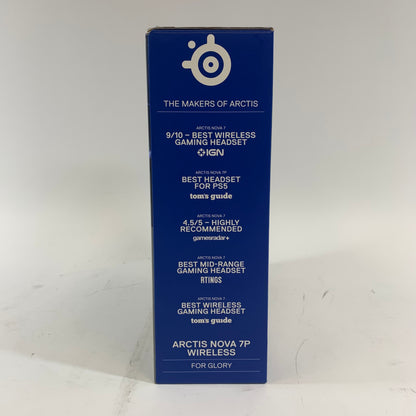 THE MAKERS OF ARCTIS
ARCTIS NOVA 7
9/10 – BEST WIRELESS
GAMING HEADSET
IGN
ARCTIS NOVA 7P
BEST HEADSET
FOR PS5
tom's guide
ARCTIS NOVA 7
4.5/5 – HIGHLY
RECOMMENDED
gamesradar+
ARCTIS NOVA 7
BEST MID-RANGE
GAMING HEADSET
RTINGS
ARCTIS NOVA 7
BEST WIRELESS
GAMING HEADSET
tom's guide
ARCTIS NOVA 7P
WIRELESS
FOR GLORY